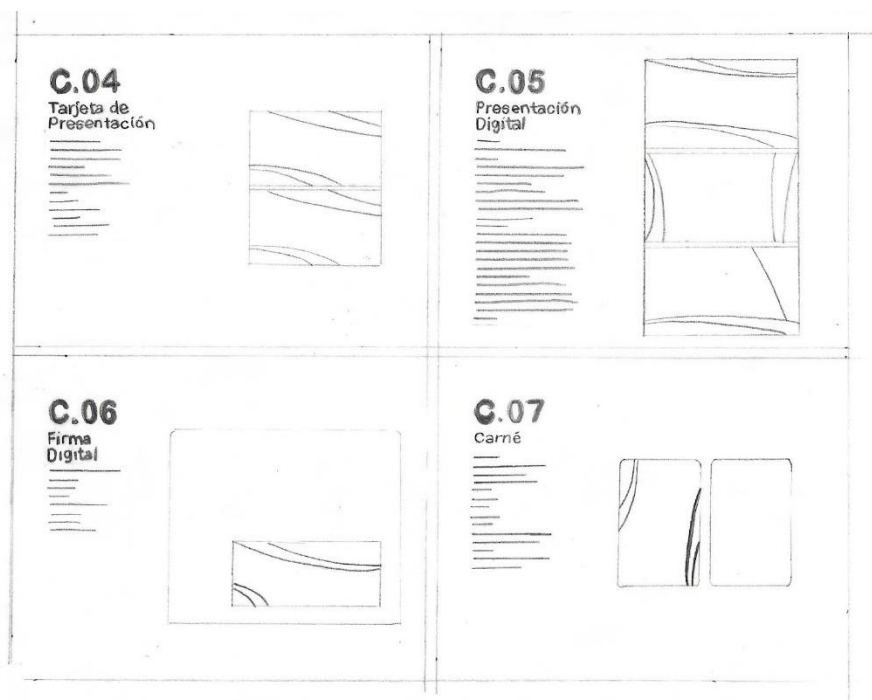 C.04
Tarjeta de
Presentación
C.05
Presentación
Digital
C.06
Firma
Digital
C.07
Carné